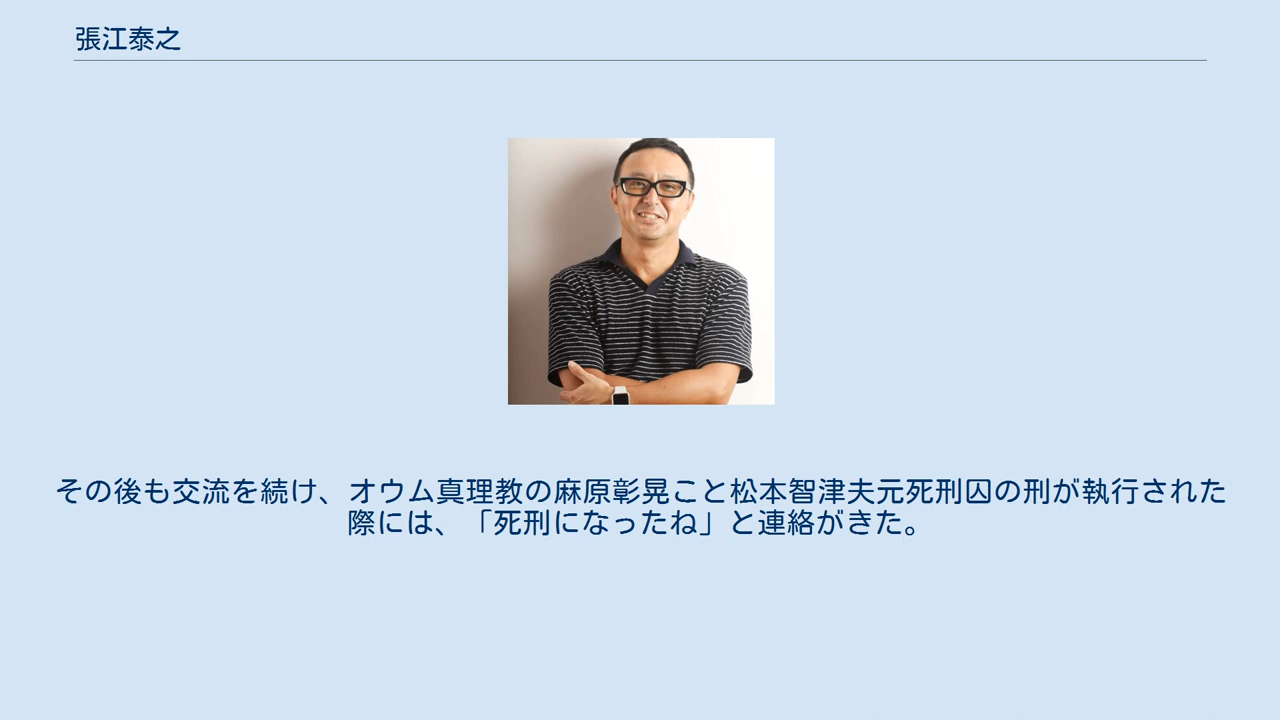 張江泰之
その後も交流を続け、オウム真理教の麻原彰晃こと松本智津夫元死刑囚の刑が執行された
際には、「死刑になったね」と連絡がきた。